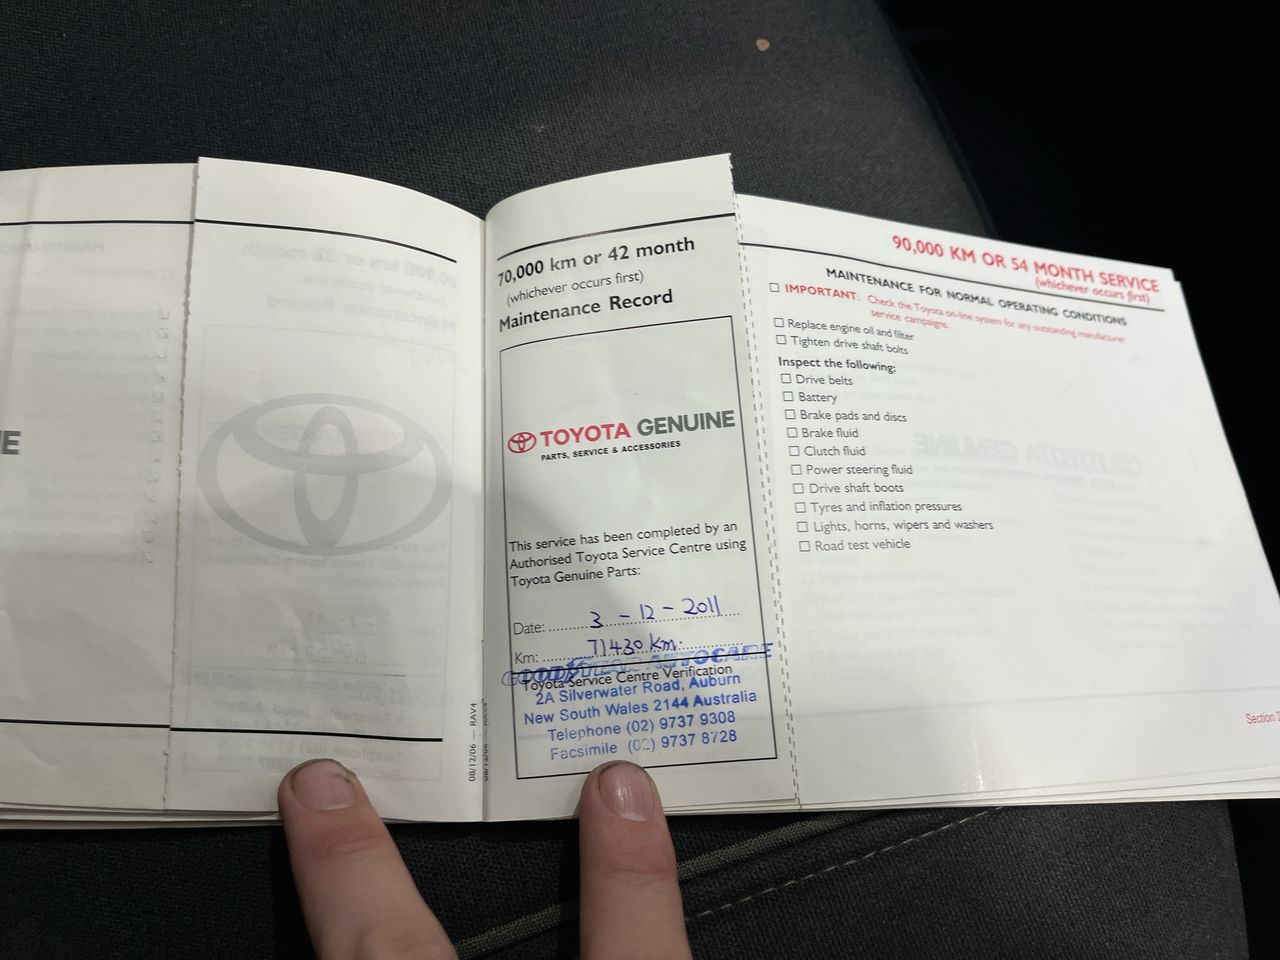 70,000 km or 42 month
(whichever occurs first)
Maintenance Record
TOYOTA GENUINE
PARTS, SERVICE & ACCESSORIES
This service has been completed by an
Authorised Toyota Service Centre using
Toyota Genuine Parts:
Date: 3 - 12 - 2011
Km: 71430 Km.
GOODYEAR AUTOCARE
Toyota Service Centre Verification
2A Silverwater Road, Auburn
New South Wales 2144 Australia
Telephone (02) 9737 9308
Facsimile (02) 9737 8728
08/12/06 — RAV4
90,000 KM OR 54 MONTH SERVICE
(whichever occurs first)
MAINTENANCE FOR NORMAL OPERATING CONDITIONS
IMPORTANT: Check the Toyota on-line system for any outstanding manufacturer
service campaigns.
Replace engine oil and filter
Tighten drive shaft bolts
Inspect the following:
Drive belts
Battery
Brake pads and discs
Brake fluid
Clutch fluid
Power steering fluid
Drive shaft boots
Tyres and inflation pressures
Lights, horns, wipers and washers
Road test vehicle
Section